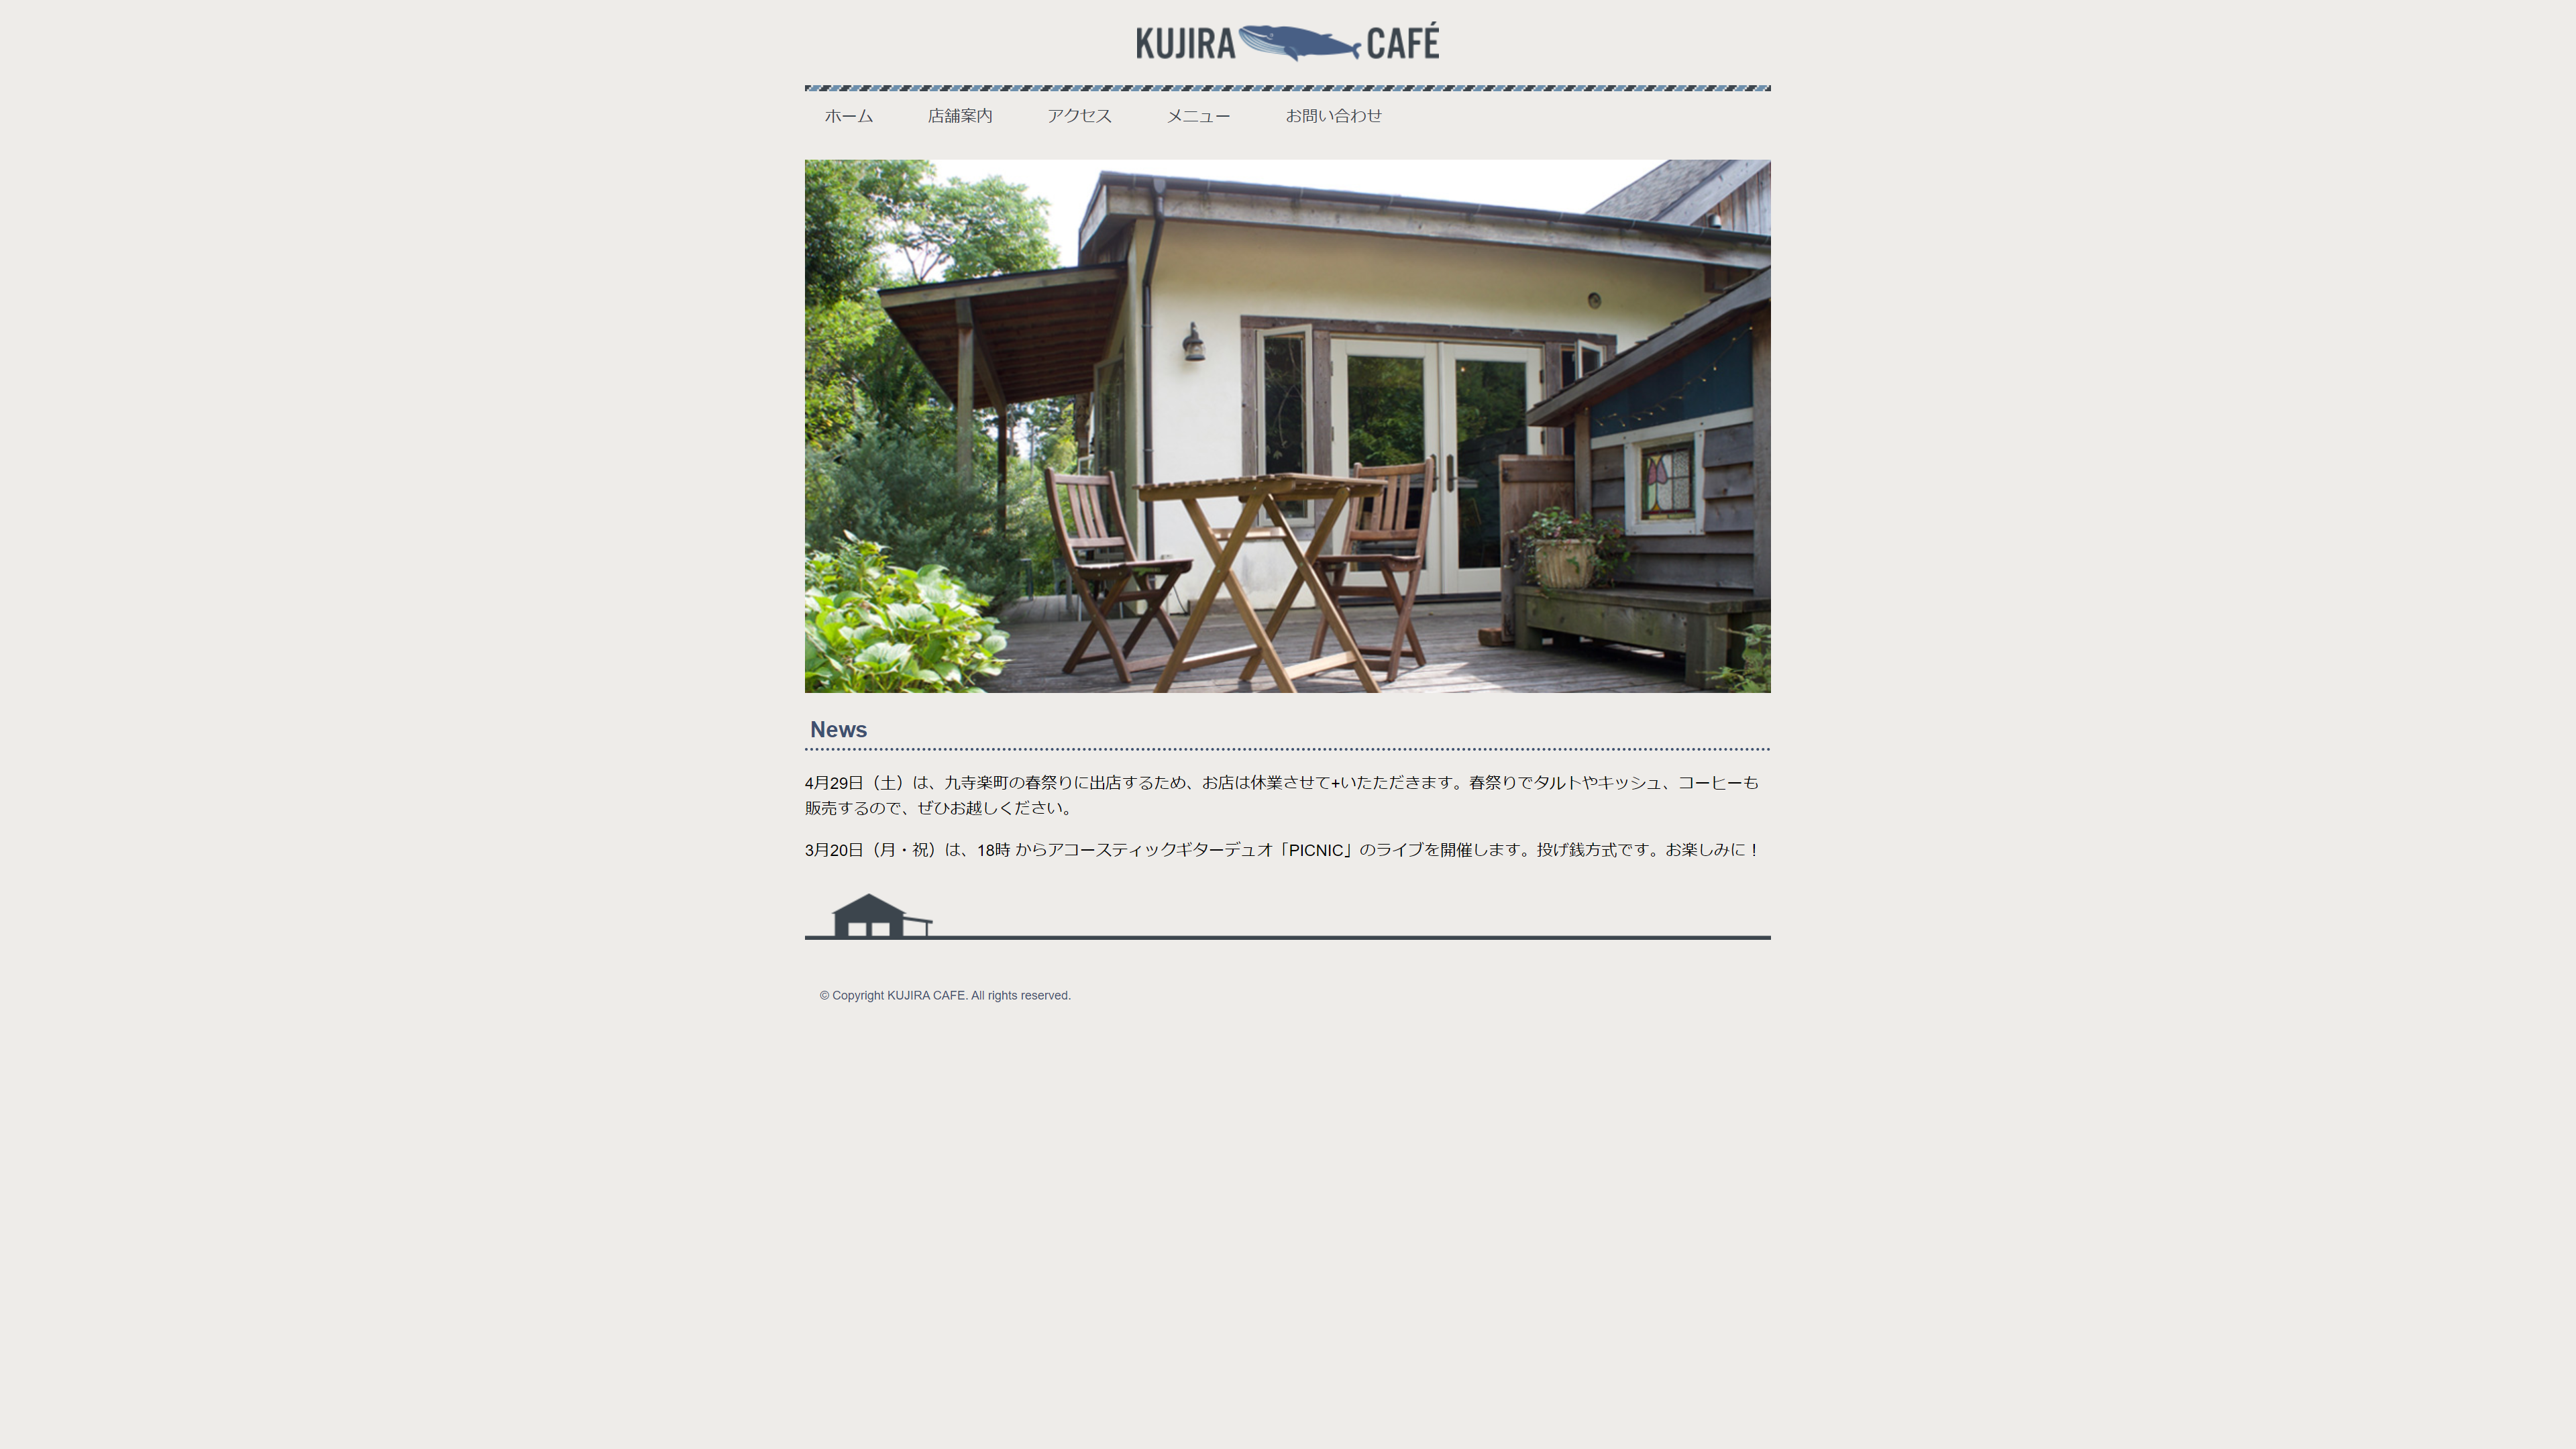 KUJIRA CAFÉ
ホーム 店舗案内 アクセス メニュー お問い合わせ
News
4月29日（土）は、九寺楽町の春祭りに出店するため、お店は休業させて+いたただきます。春祭りでタルトやキッシュ、コーヒーも
販売するので、ぜひお越しください。
3月20日（月・祝）は、18時 からアコースティックギターデュオ「PICNIC」のライブを開催します。投げ銭方式です。お楽しみに！
© Copyright KUJIRA CAFE. All rights reserved.